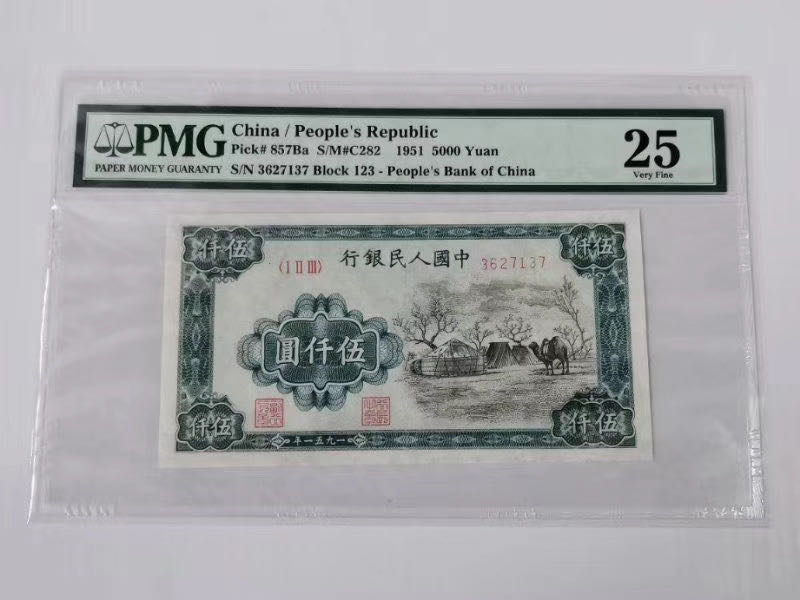 PMG
PAPER MONEY GUARANTY
China / People's Republic
Pick# 857Ba S/M#C282 1951 5000 Yuan
S/N 3627137 Block 123 - People's Bank of China
25
Very Fine
仟伍
仟伍
(I II III)
行銀民人國中
3627137
圓仟伍
仟伍
仟伍
年一五九一